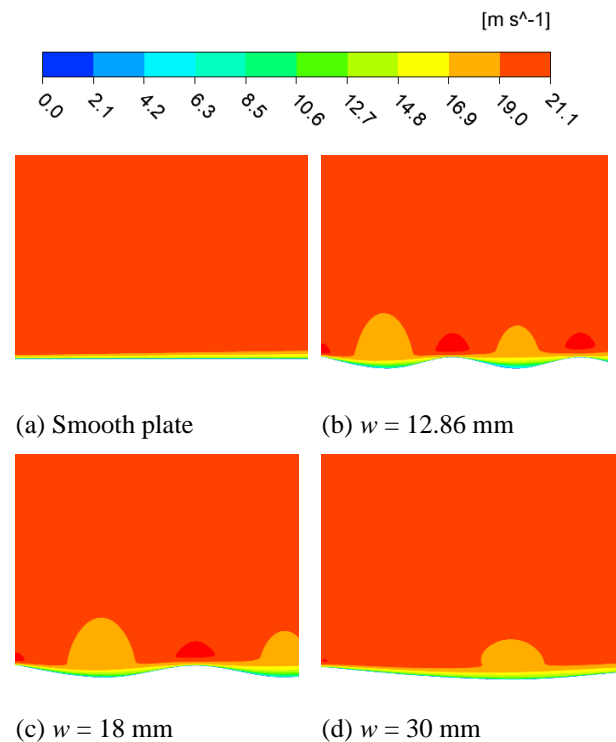 [m s^-1]
0.0 2.1 4.2 6.3 8.5 10.6 12.7 14.8 16.9 19.0 21.1
(a) Smooth plate (b) w = 12.86 mm
(c) w = 18 mm (d) w = 30 mm